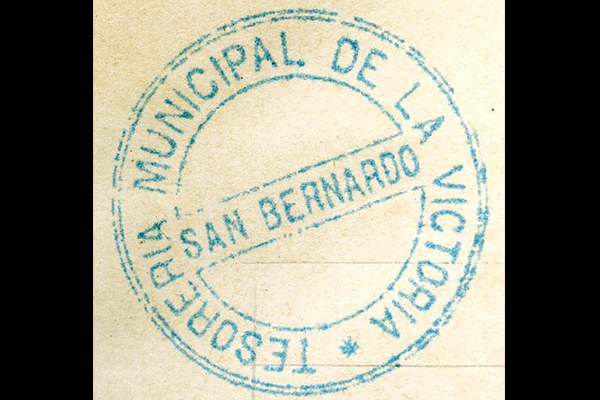 TESORERIA MUNICIPAL DE LA VICTORIA *
SAN BERNARDO